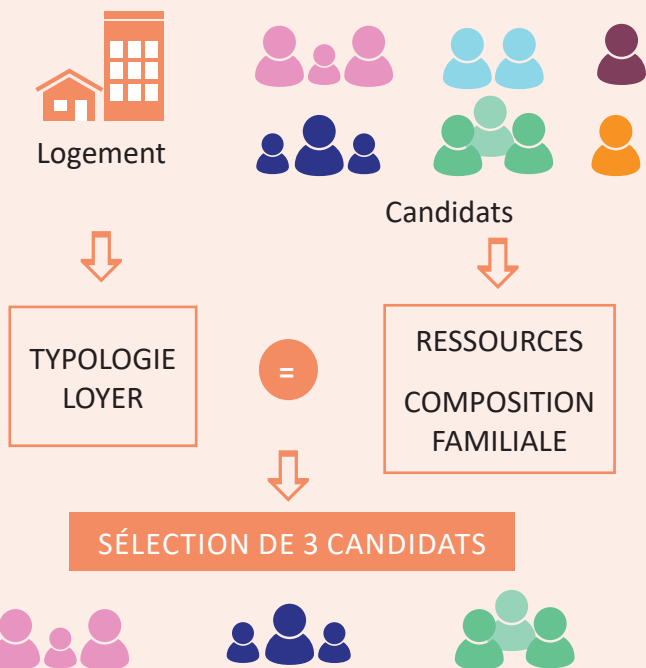 Logement
Candidats
TYPOLOGIE
LOYER
=
RESSOURCES
COMPOSITION
FAMILIALE
SÉLECTION DE 3 CANDIDATS